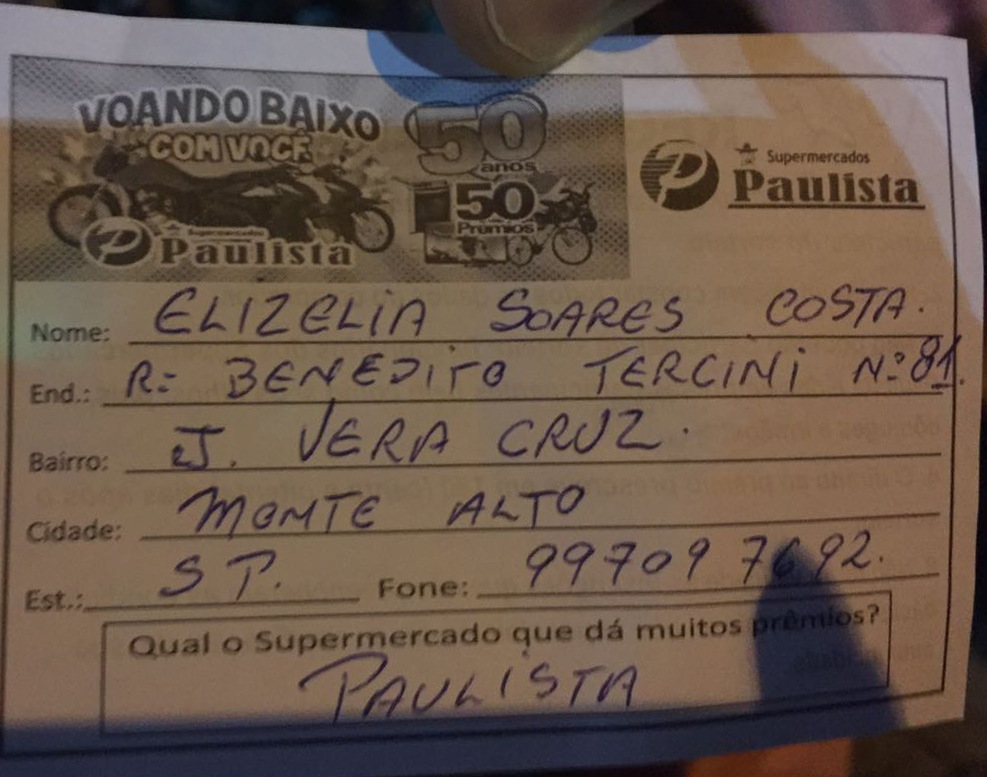 VOANDO BAIXO
COM VOCÊ
50
anos
50
Prêmios
Supermercados
Paulista
Supermercados
Paulista
Nome: ELIZELIA SOARES COSTA.
End.: R: BENEDITO TERCINI Nº 81.
Bairro: J. VERA CRUZ.
Cidade: MONTE ALTO
Est.: SP. Fone: 99709 7692.
Qual o Supermercado que dá muitos prêmios?
PAULISTA